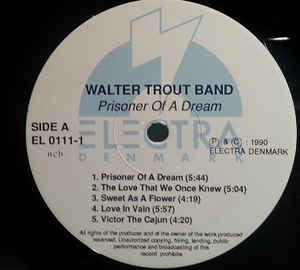 WALTER TROUT BAND
Prisoner Of A Dream
SIDE A
EL 0111-1
ncb
ELECTRA
DENMARK
Ⓟ & Ⓒ : 1990
ELECTRA DENMARK
1. Prisoner Of A Dream (5:44)
2. The Love That We Once Knew (5:04)
3. Sweet As A Flower (4:19)
4. Love In Vain (5:57)
5. Victor The Cajun (4:20)
All rights of the producer and of the owner of the work produced
reserved. Unauthorized copying, hiring, lending, public
performance and broadcasting of this
record prohibit